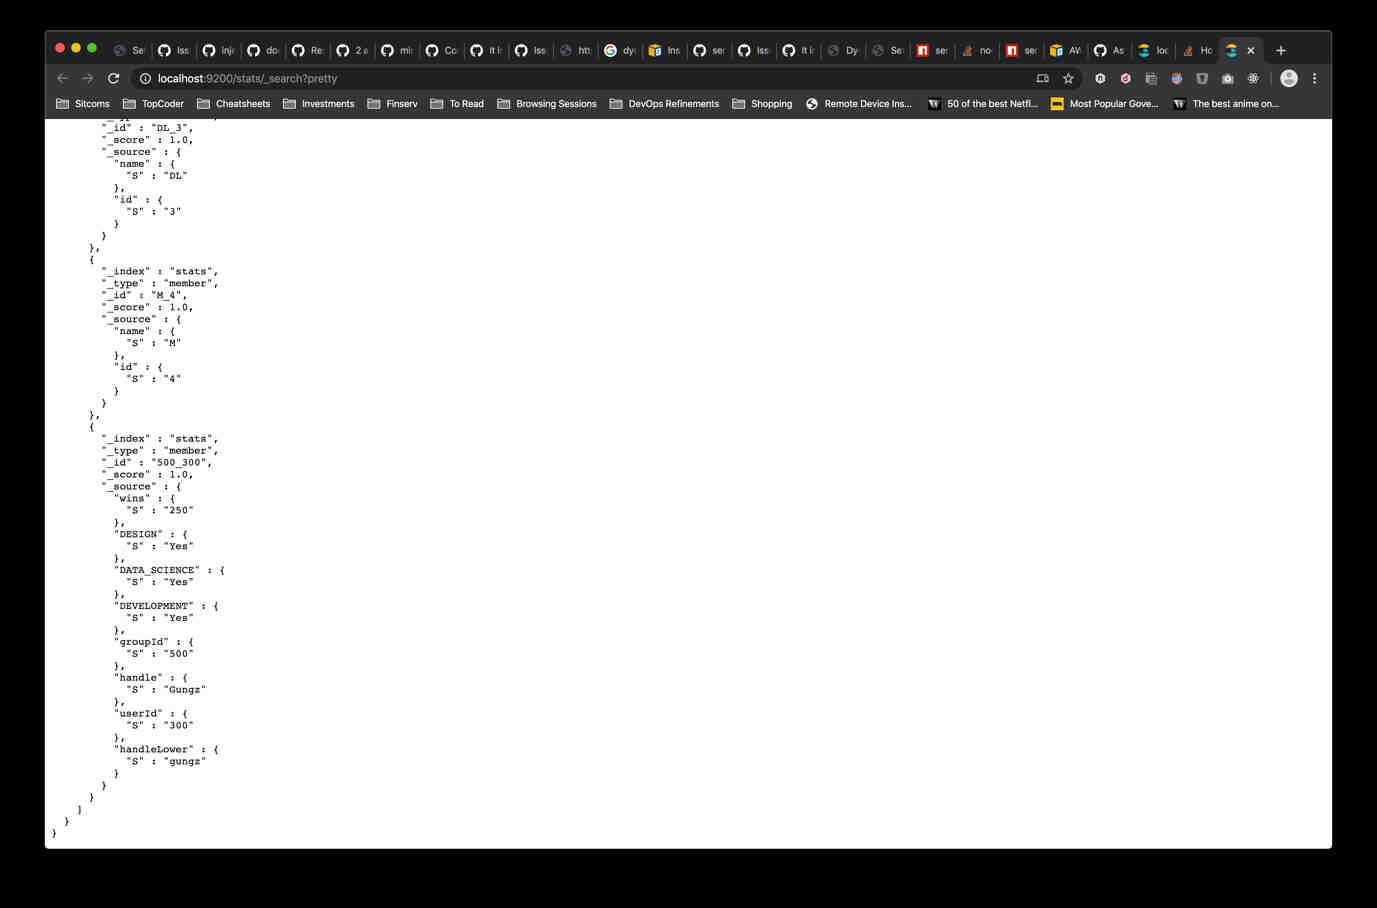 Se
Iss
inje
do
Re
2 a
mi
Co
It i
Iss
htt
dy
Ins
ser
Iss
It i
Dy
Se
se
no
se
AV
As
loc
Ho
localhost:9200/stats/_search?pretty
Sitcoms
TopCoder
Cheatsheets
Investments
Finserv
To Read
Browsing Sessions
DevOps Refinements
Shopping
Remote Device Ins...
50 of the best Netfl...
Most Popular Gove...
The best anime on...
"_id" : "DL_3",
"_score" : 1.0,
"_source" : {
"name" : {
"S" : "DL"
},
"id" : {
"S" : "3"
}
}
},
{
"_index" : "stats",
"_type" : "member",
"_id" : "M_4",
"_score" : 1.0,
"_source" : {
"name" : {
"S" : "M"
},
"id" : {
"S" : "4"
}
}
},
{
"_index" : "stats",
"_type" : "member",
"_id" : "500_300",
"_score" : 1.0,
"_source" : {
"wins" : {
"S" : "250"
},
"DESIGN" : {
"S" : "Yes"
},
"DATA_SCIENCE" : {
"S" : "Yes"
},
"DEVELOPMENT" : {
"S" : "Yes"
},
"groupId" : {
"S" : "500"
},
"handle" : {
"S" : "Gungz"
},
"userId" : {
"S" : "300"
},
"handleLower" : {
"S" : "gungz"
}
}
}
]
}
}